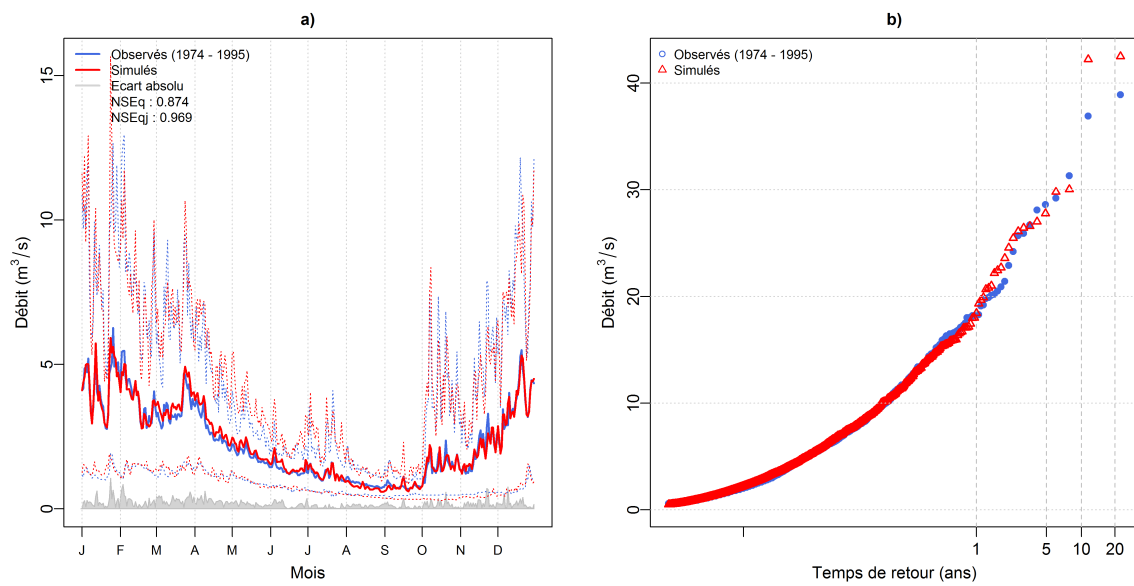 a)
Débit (m³/s)
15
10
5
0
Observés (1974 - 1995)
Simulés
Ecart absolu
NSEq : 0.874
NSEqj : 0.969
J F M A M J J A S O N D
Mois
b)
Débit (m³/s)
40
30
20
10
0
Observés (1974 - 1995)
Simulés
1 5 10 20
Temps de retour (ans)